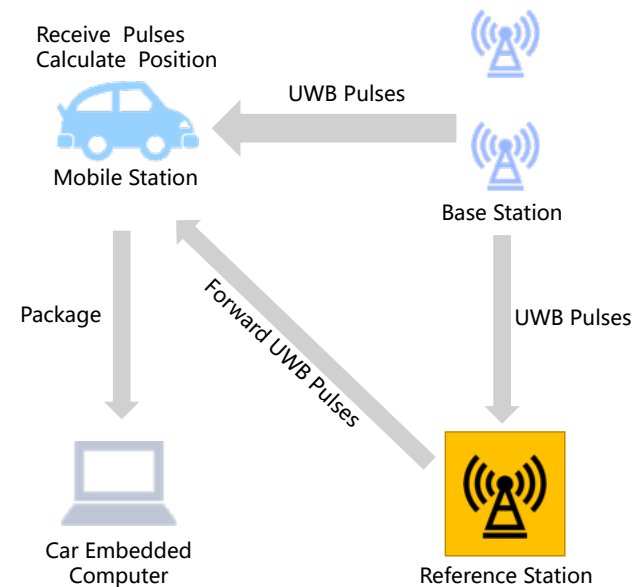 Receive Pulses
Calculate Position
UWB Pulses
Mobile Station
Base Station
Package
Forward UWB Pulses
UWB Pulses
Car Embedded
Computer
Reference Station